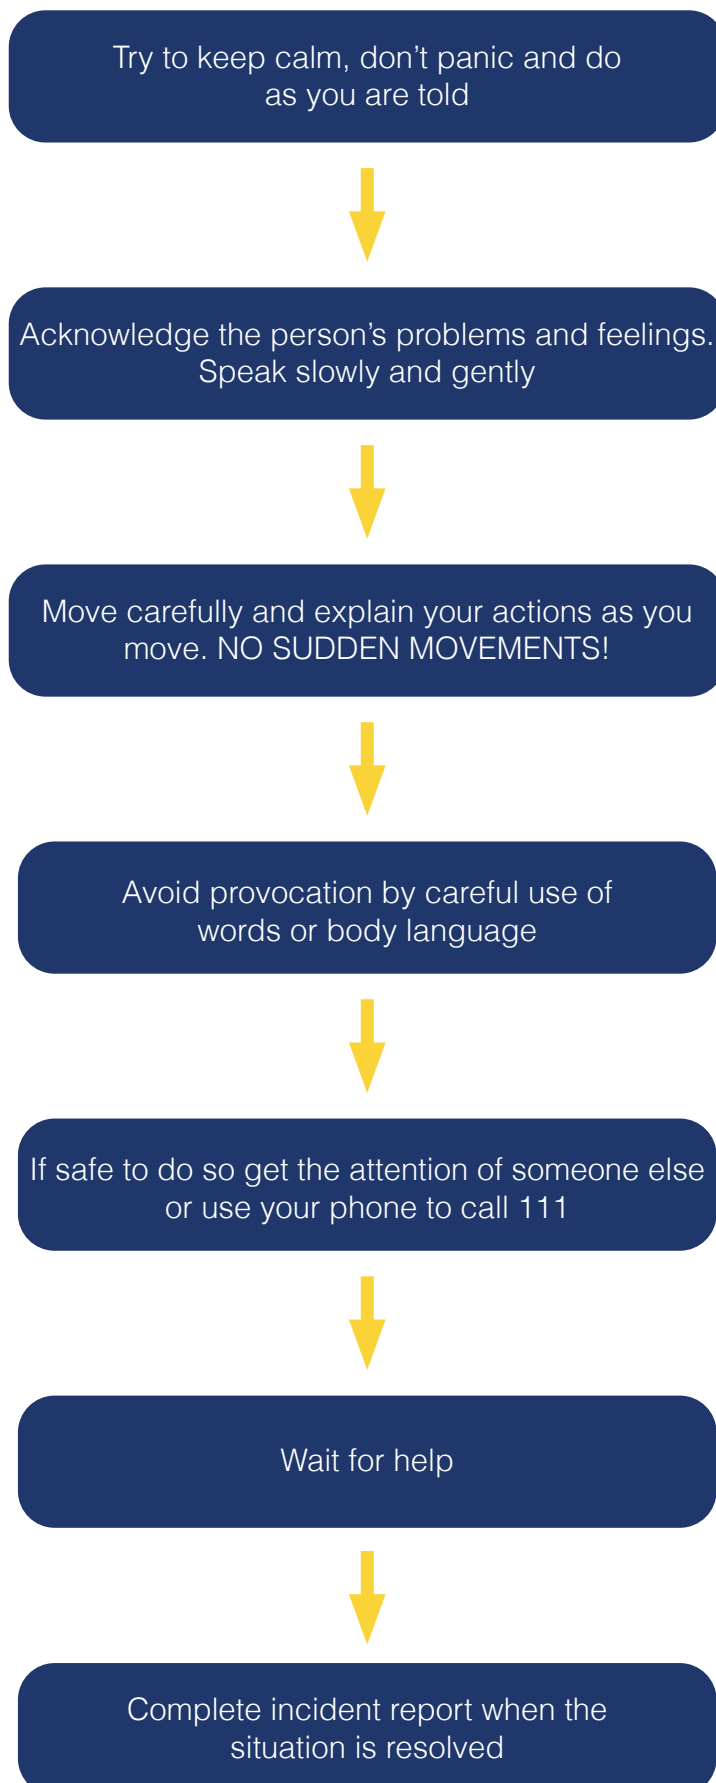 Try to keep calm, don’t panic and do
as you are told
Acknowledge the person’s problems and feelings.
Speak slowly and gently
Move carefully and explain your actions as you
move. NO SUDDEN MOVEMENTS!
Avoid provocation by careful use of
words or body language
If safe to do so get the attention of someone else
or use your phone to call 111
Wait for help
Complete incident report when the
situation is resolved